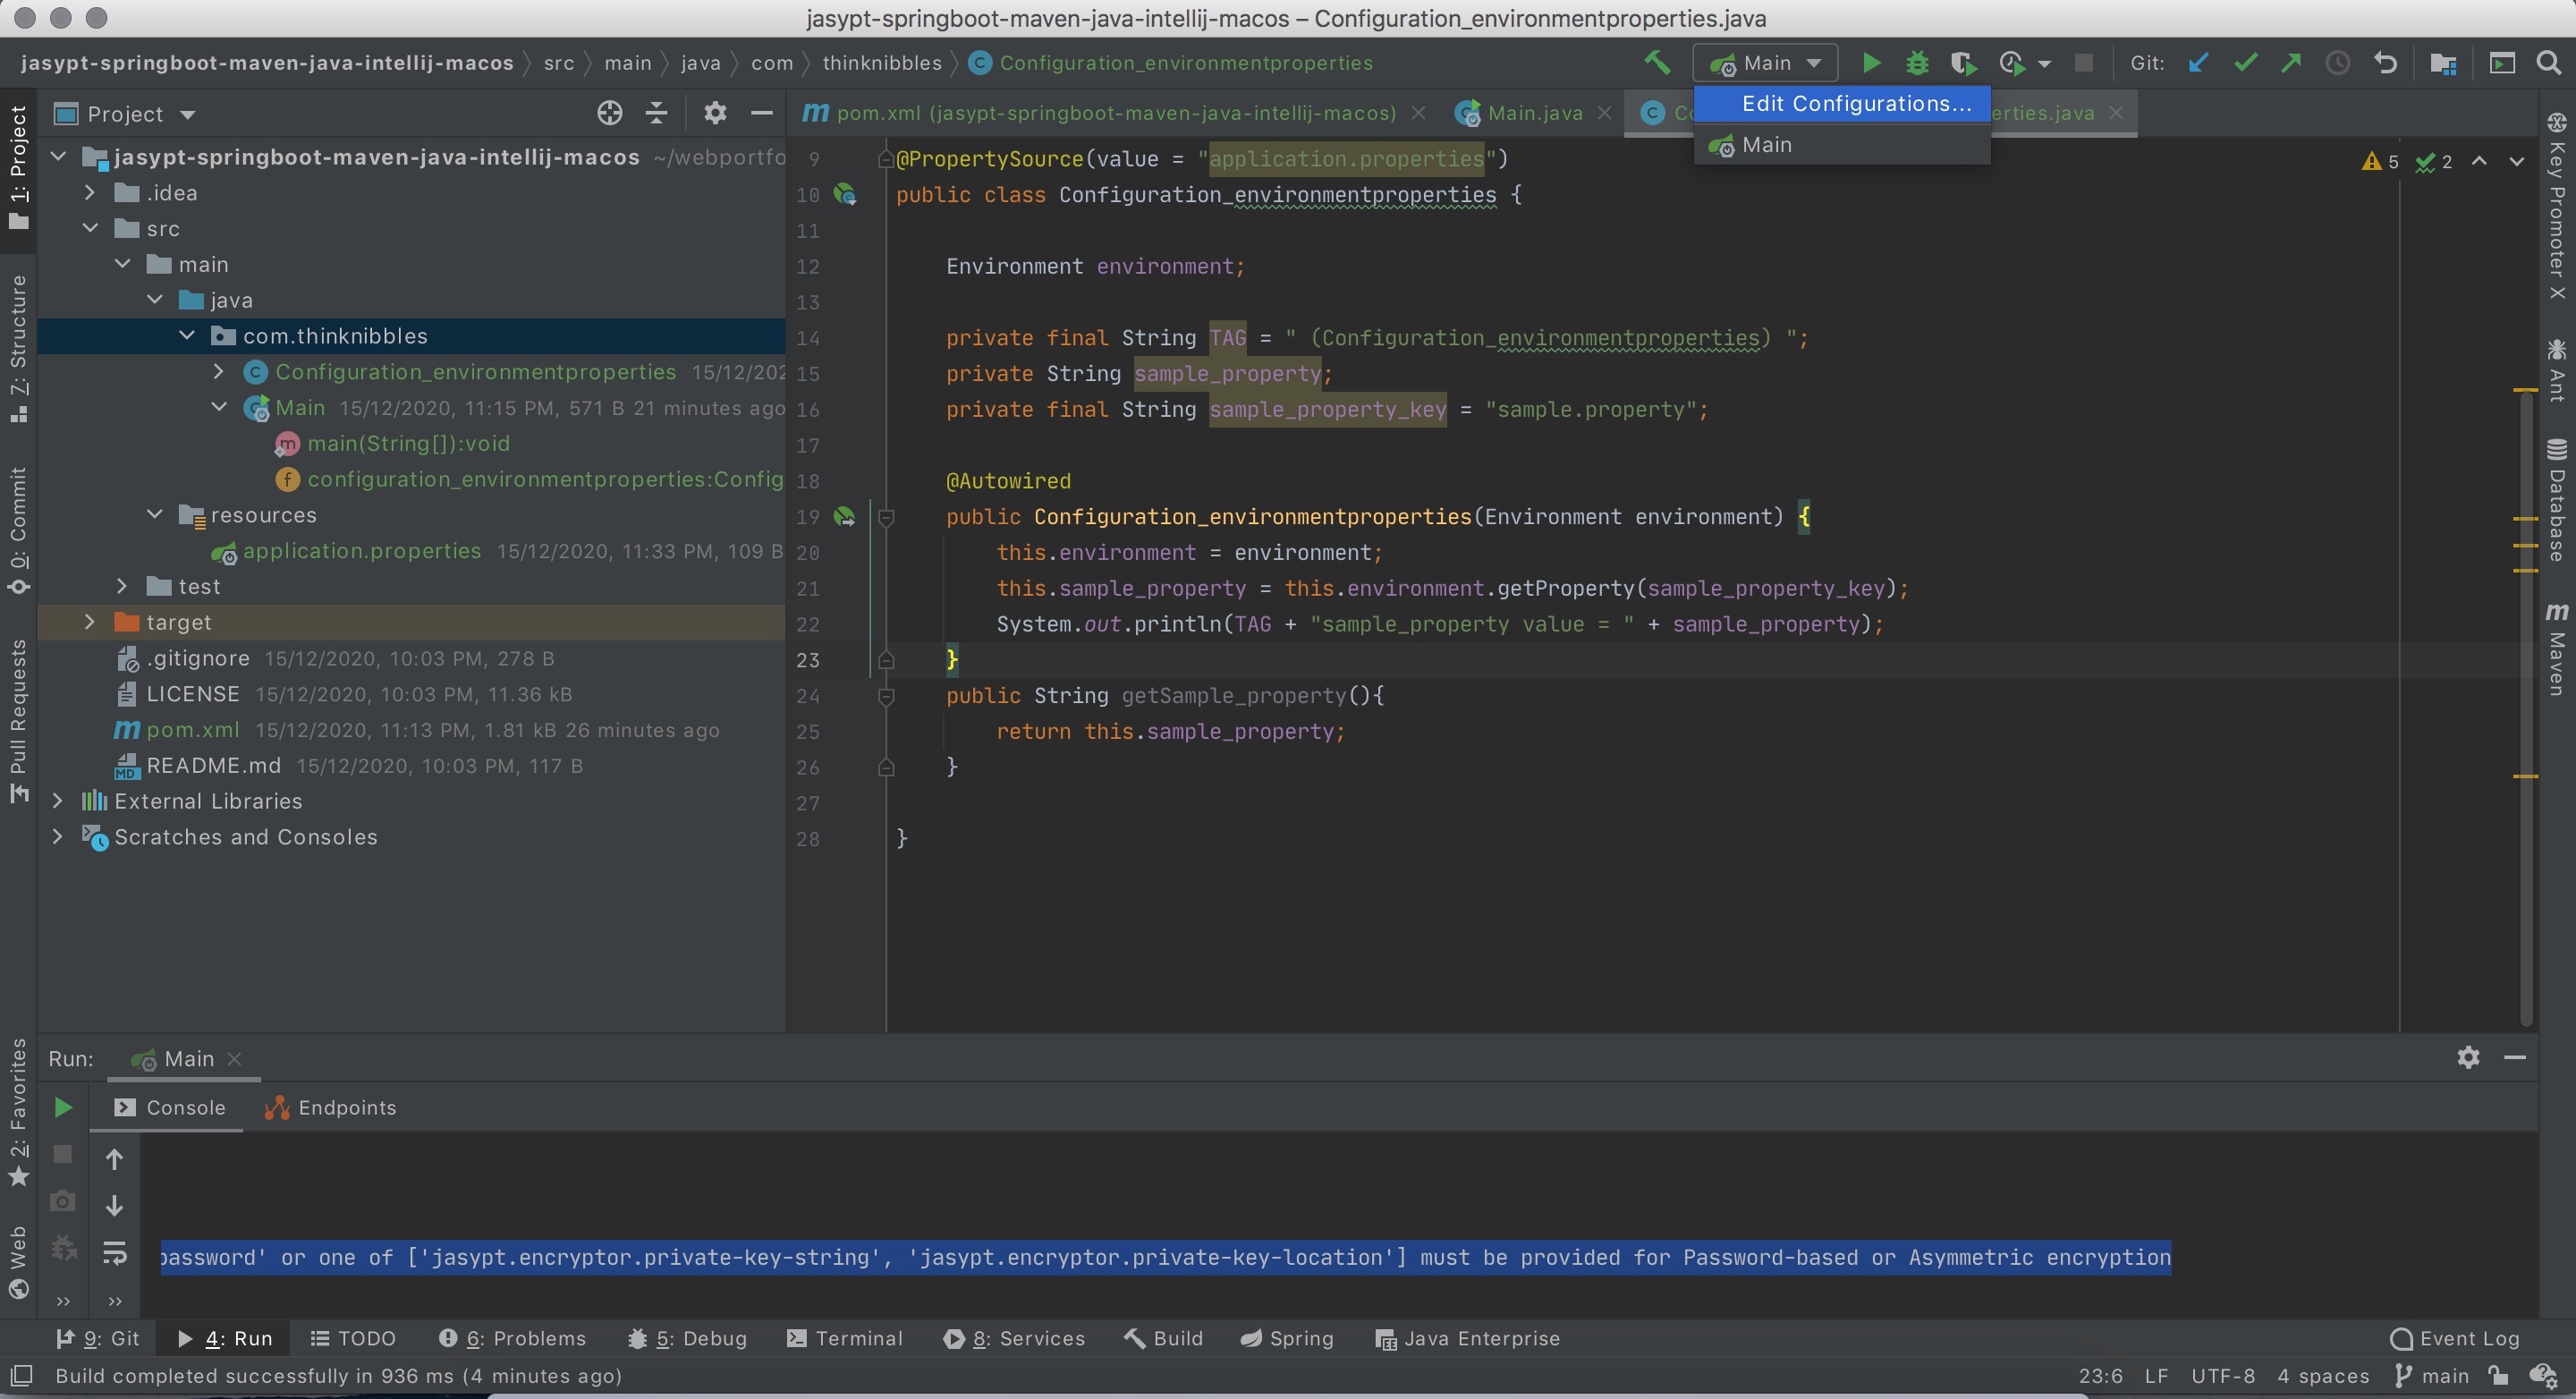 jasypt-springboot-maven-java-intellij-macos – Configuration_environmentproperties.java
jasypt-springboot-maven-java-intellij-macos src main java com thinknibbles Configuration_environmentproperties Main Git:
Edit Configurations...
Main
Project
pom.xml (jasypt-springboot-maven-java-intellij-macos) Main.java Co erties.java
jasypt-springboot-maven-java-intellij-macos ~/webportfo
.idea
src
main
java
com.thinknibbles
Configuration_environmentproperties 15/12/202
Main 15/12/2020, 11:15 PM, 571 B 21 minutes ago
main(String[]):void
configuration_environmentproperties:Config
resources
application.properties 15/12/2020, 11:33 PM, 109 B
test
target
.gitignore 15/12/2020, 10:03 PM, 278 B
LICENSE 15/12/2020, 10:03 PM, 11.36 kB
pom.xml 15/12/2020, 11:13 PM, 1.81 kB 26 minutes ago
README.md 15/12/2020, 10:03 PM, 117 B
External Libraries
Scratches and Consoles
1: Project
Z: Structure
0: Commit
Pull Requests
2: Favorites
Web
9 @PropertySource(value = "application.properties")
10 public class Configuration_environmentproperties {
11
12 Environment environment;
13
14 private final String TAG = " (Configuration_environmentproperties) ";
15 private String sample_property;
16 private final String sample_property_key = "sample.property";
17
18 @Autowired
19 public Configuration_environmentproperties(Environment environment) {
20 this.environment = environment;
21 this.sample_property = this.environment.getProperty(sample_property_key);
22 System.out.println(TAG + "sample_property value = " + sample_property);
23 }
24 public String getSample_property(){
25 return this.sample_property;
26 }
27
28 }
5 2
Key Promoter X
Ant
Database
Maven
Run: Main
Console Endpoints
password' or one of ['jasypt.encryptor.private-key-string', 'jasypt.encryptor.private-key-location'] must be provided for Password-based or Asymmetric encryption
9: Git 4: Run TODO 6: Problems 5: Debug Terminal 8: Services Build Spring Java Enterprise Event Log
Build completed successfully in 936 ms (4 minutes ago) 23:6 LF UTF-8 4 spaces main